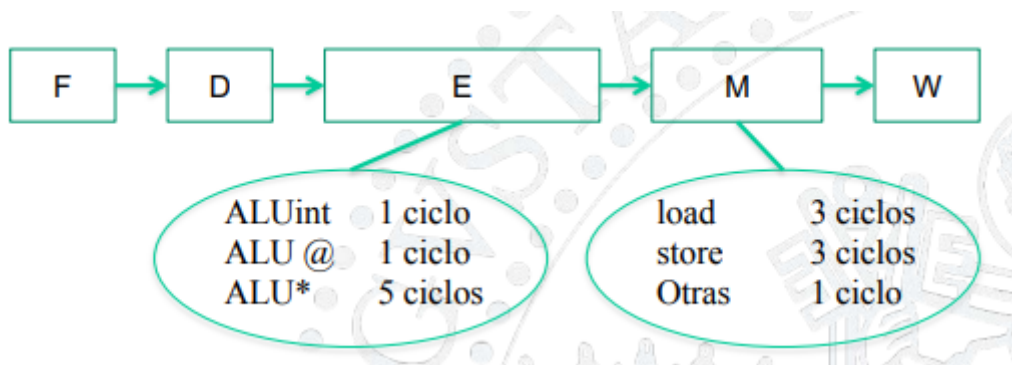 F D E M W
ALUint 1 ciclo
ALU @ 1 ciclo
ALU* 5 ciclos
load 3 ciclos
store 3 ciclos
Otras 1 ciclo